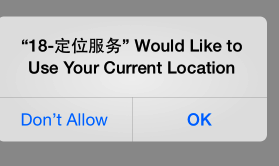 “18-定位服务” Would Like to
Use Your Current Location
Don’t Allow
OK